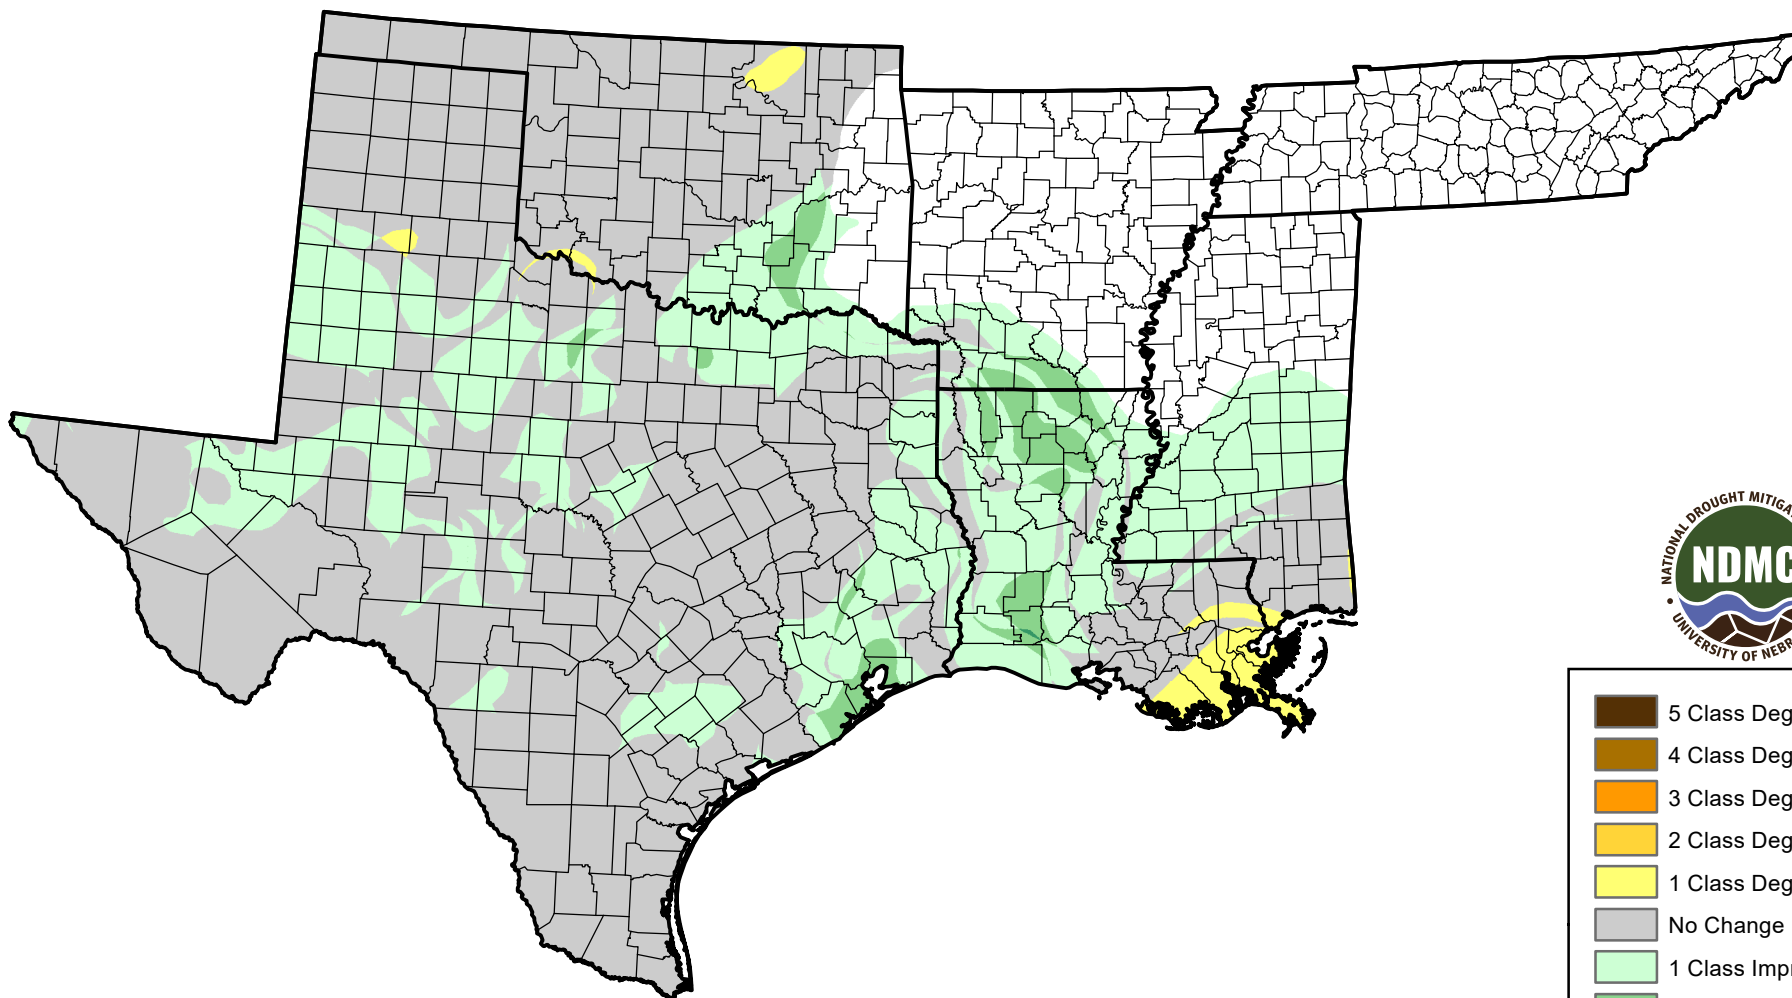 NATIONAL DROUGHT MITIGA
NDMC
UNIVERSITY OF NEBR
5 Class Deg
4 Class Deg
3 Class Deg
2 Class Deg
1 Class Deg
No Change
1 Class Impr